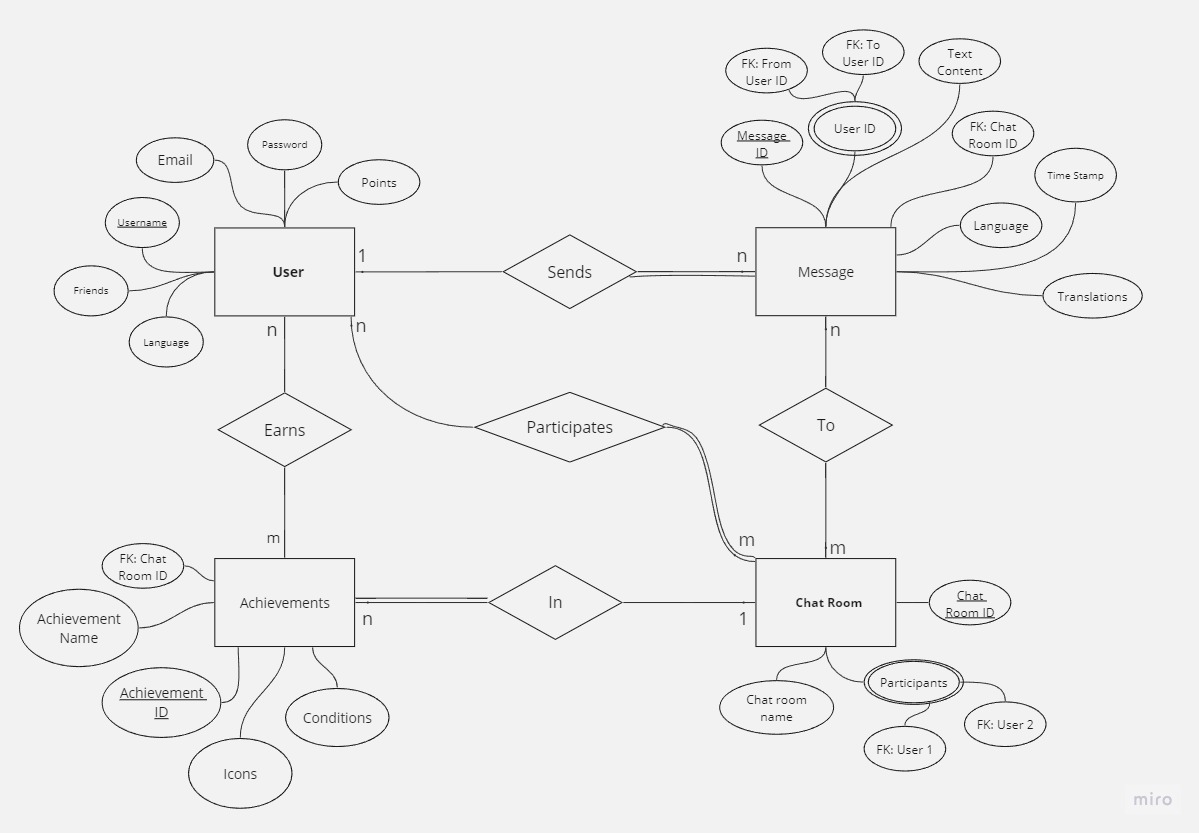 FK: From
User ID
FK: To
User ID
Text
Content
Message
ID
User ID
FK: Chat
Room ID
Time Stamp
Language
Translations
Password
Email
Points
Username
Friends
Language
User
1
Sends
n
Message
n
n
n
Earns
Participates
To
m
m
m
FK: Chat
Room ID
Achievement
Name
Achievement
ID
Icons
Conditions
Achievements
n
In
1
Chat Room
Chat
Room ID
Chat room
name
Participants
FK: User 1
FK: User 2
miro